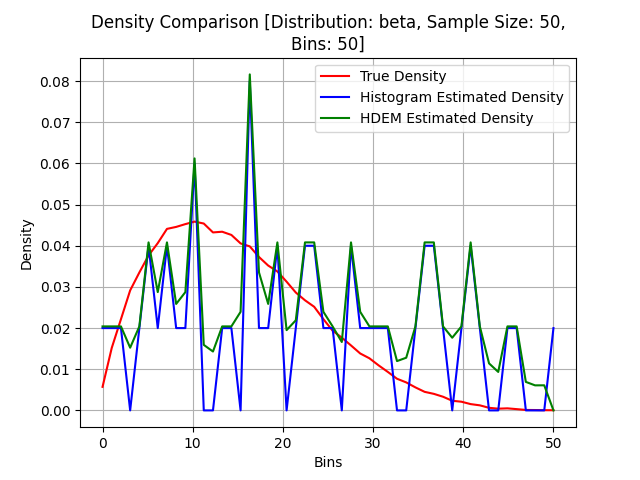 Density Comparison [Distribution: beta, Sample Size: 50,
Bins: 50]
True Density
Histogram Estimated Density
HDEM Estimated Density
Density
0.08
0.07
0.06
0.05
0.04
0.03
0.02
0.01
0.00
0 10 20 30 40 50
Bins